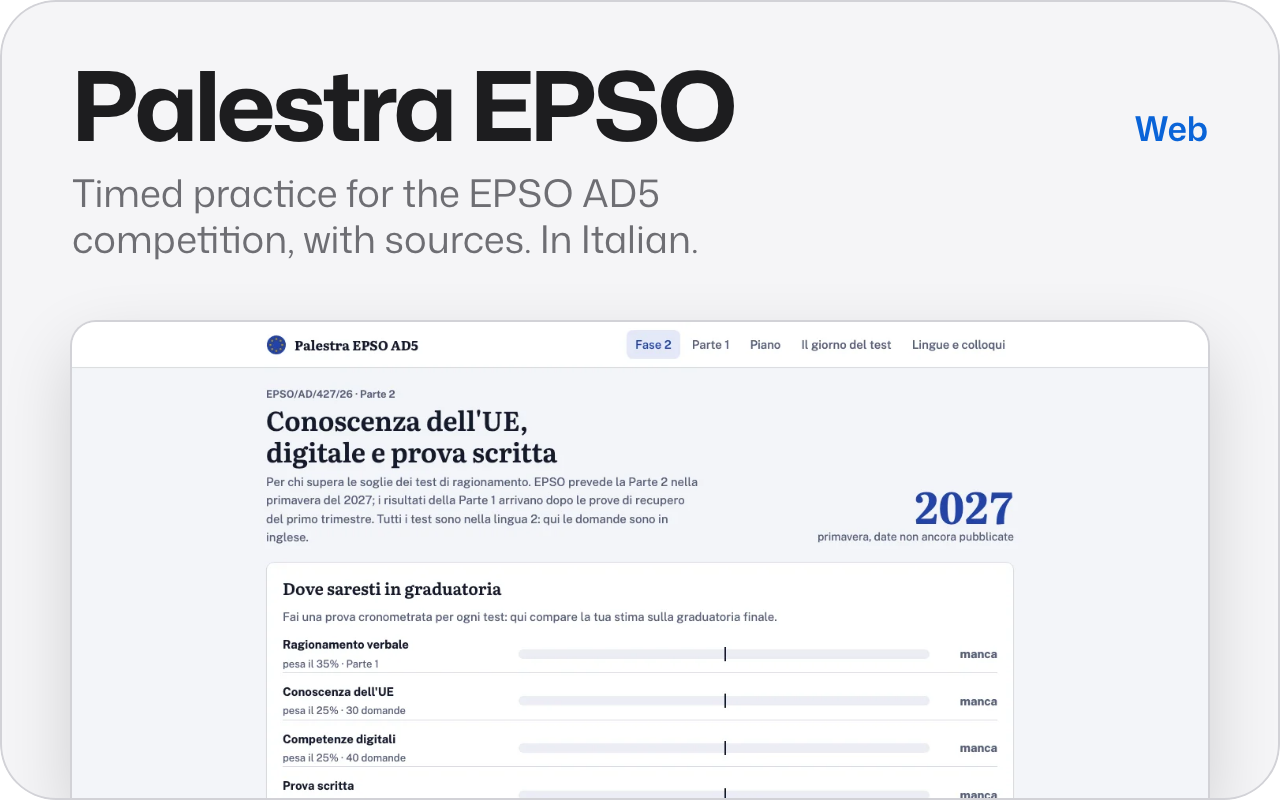 Palestra EPSO
Web
Timed practice for the EPSO AD5
competition, with sources. In Italian.
Palestra EPSO AD5
Fase 2
Parte 1
Piano
Il giorno del test
Lingue e colloqui
EPSO/AD/427/26 · Parte 2
Conoscenza dell'UE,
digitale e prova scritta
Per chi supera le soglie dei test di ragionamento. EPSO prevede la Parte 2 nella
primavera del 2027; i risultati della Parte 1 arrivano dopo le prove di recupero
del primo trimestre. Tutti i test sono nella lingua 2: qui le domande sono in
inglese.
2027
primavera, date non ancora pubblicate
Dove saresti in graduatoria
Fai una prova cronometrata per ogni test: qui compare la tua stima sulla graduatoria finale.
Ragionamento verbale
pesa il 35% · Parte 1
manca
Conoscenza dell'UE
pesa il 25% · 30 domande
manca
Competenze digitali
pesa il 25% · 40 domande
manca
Prova scritta
manca